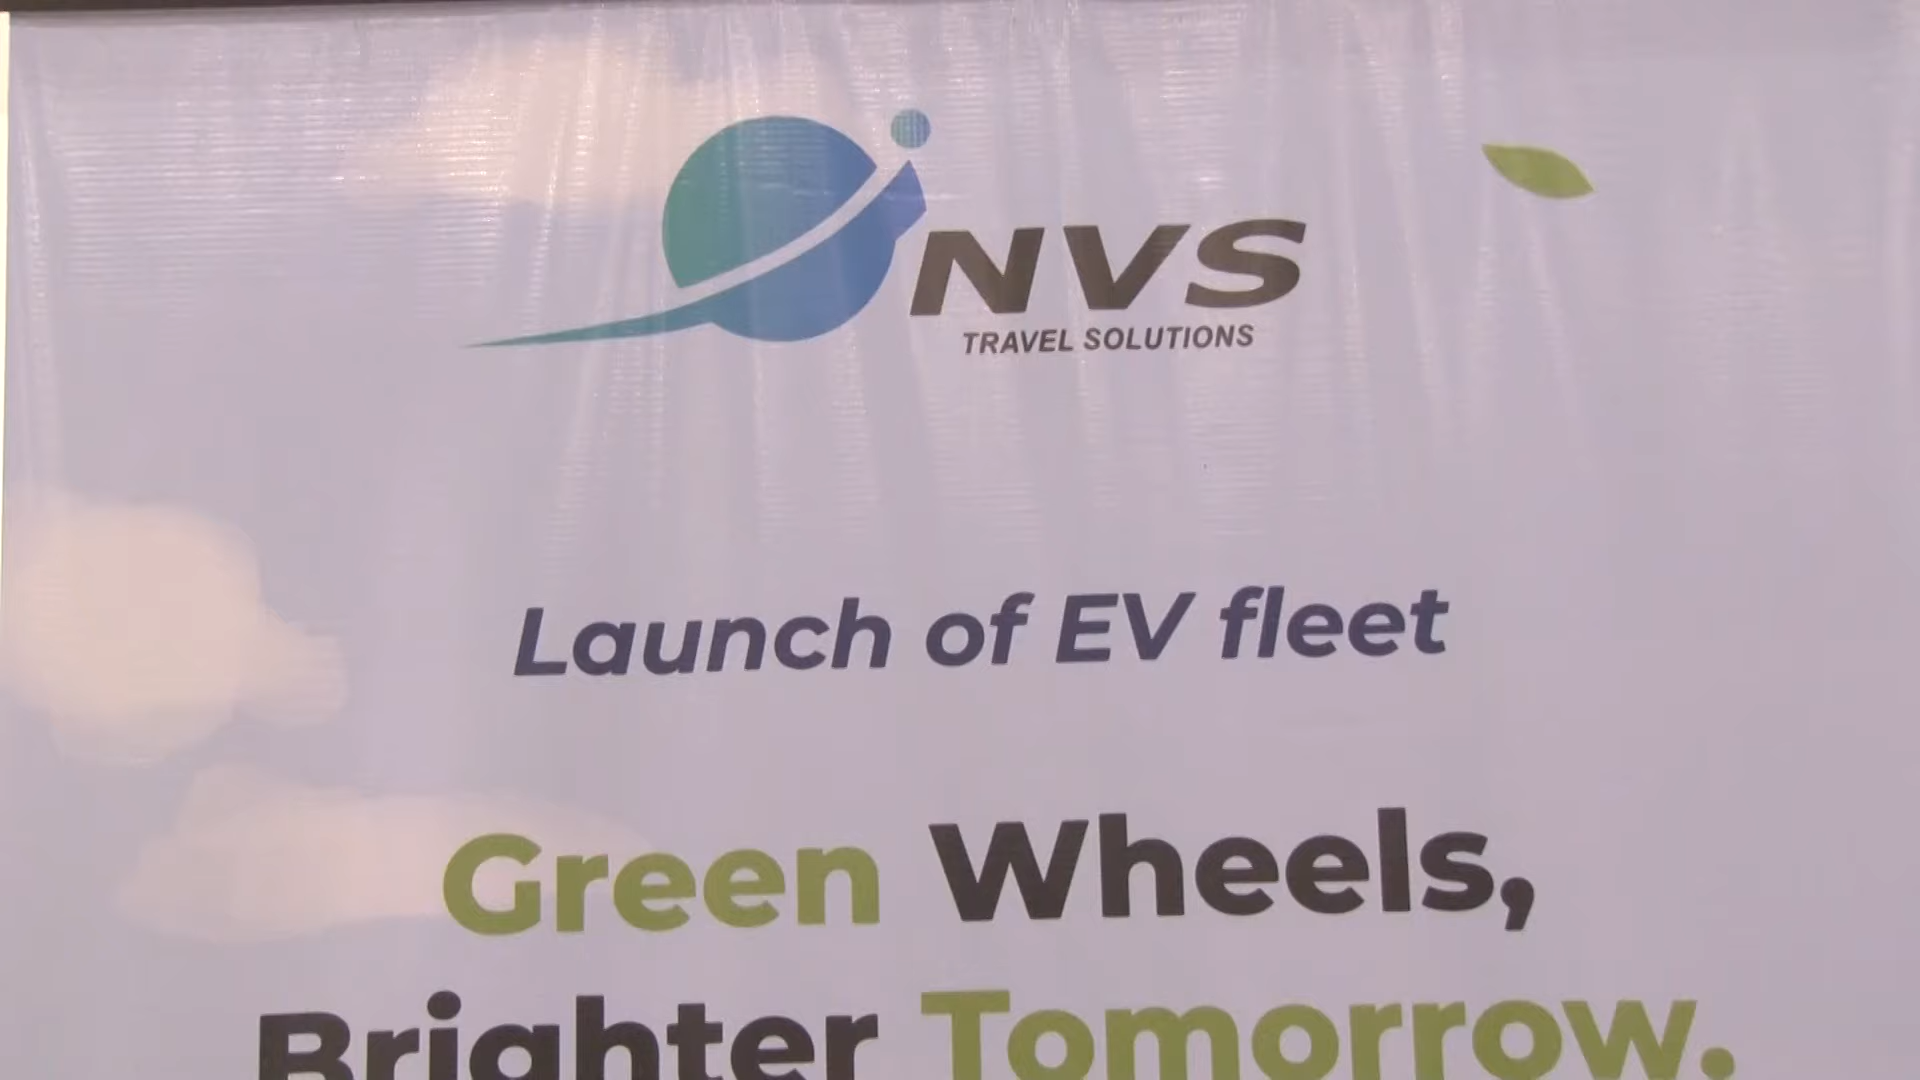 NVS
TRAVEL SOLUTIONS
Launch of EV fleet
Green Wheels,
Brighter Tomorrow.